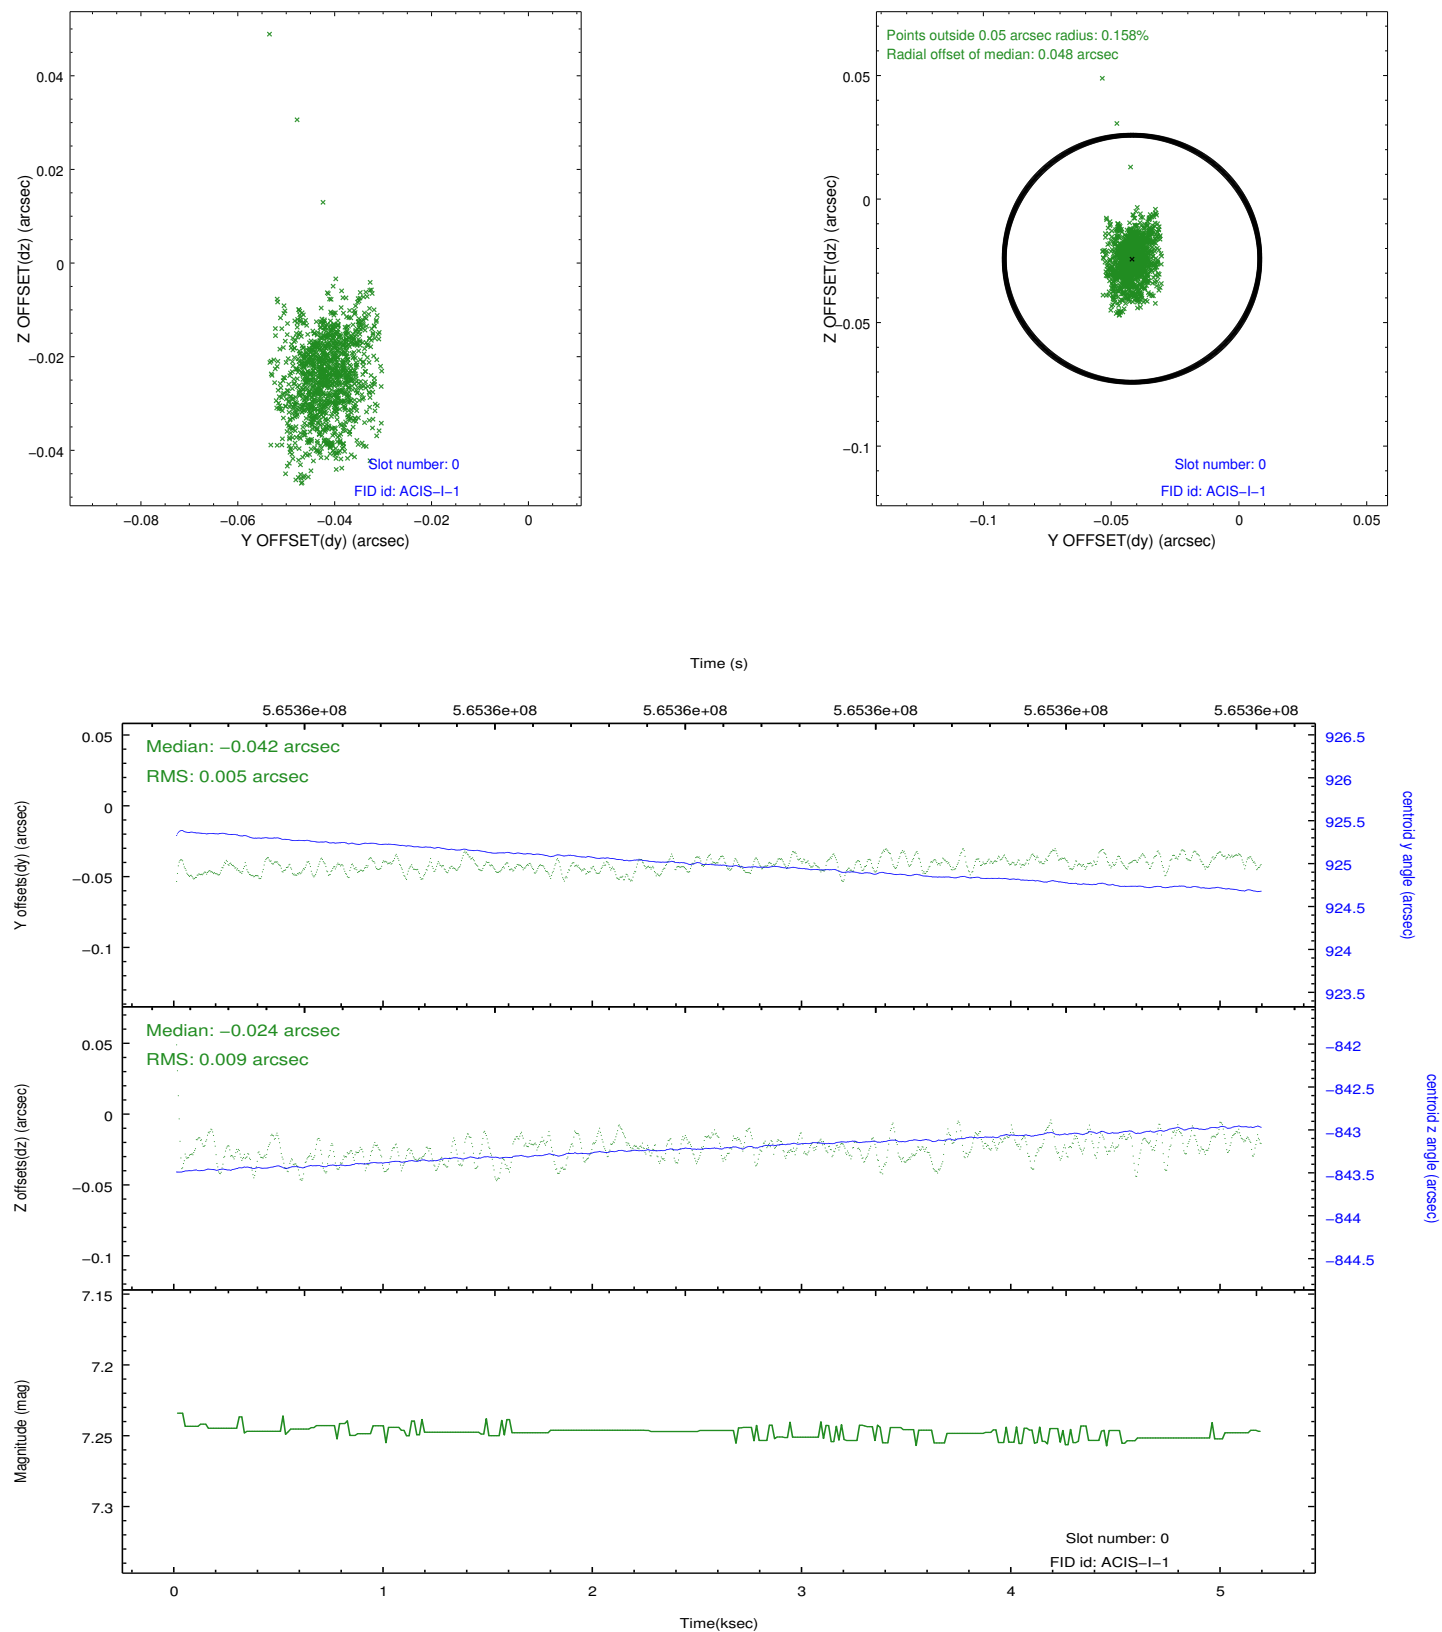 0.04
0.02
0
−0.02
−0.04
Z OFFSET(dz) (arcsec)
Slot number: 0
FID id: ACIS−I−1
−0.08
−0.06
−0.04
−0.02
0
Y OFFSET(dy) (arcsec)
Points outside 0.05 arcsec radius: 0.158%
Radial offset of median: 0.048 arcsec
0.05
0
−0.05
−0.1
Z OFFSET(dz) (arcsec)
Slot number: 0
FID id: ACIS−I−1
−0.1
−0.05
0
0.05
Y OFFSET(dy) (arcsec)
Time (s)
5.6536e+08
5.6536e+08
5.6536e+08
5.6536e+08
5.6536e+08
5.6536e+08
Median: −0.042 arcsec
RMS: 0.005 arcsec
0.05
0
−0.05
−0.1
Y offsets(dy) (arcsec)
926.5
926
925.5
925
924.5
924
923.5
centroid y angle (arcsec)
Median: −0.024 arcsec
RMS: 0.009 arcsec
0.05
0
−0.05
−0.1
Z offsets(dz) (arcsec)
−842
−842.5
−843
−843.5
−844
−844.5
centroid z angle (arcsec)
7.15
7.2
7.25
7.3
Magnitude (mag)
Slot number: 0
FID id: ACIS−I−1
0
1
2
3
4
5
Time(ksec)